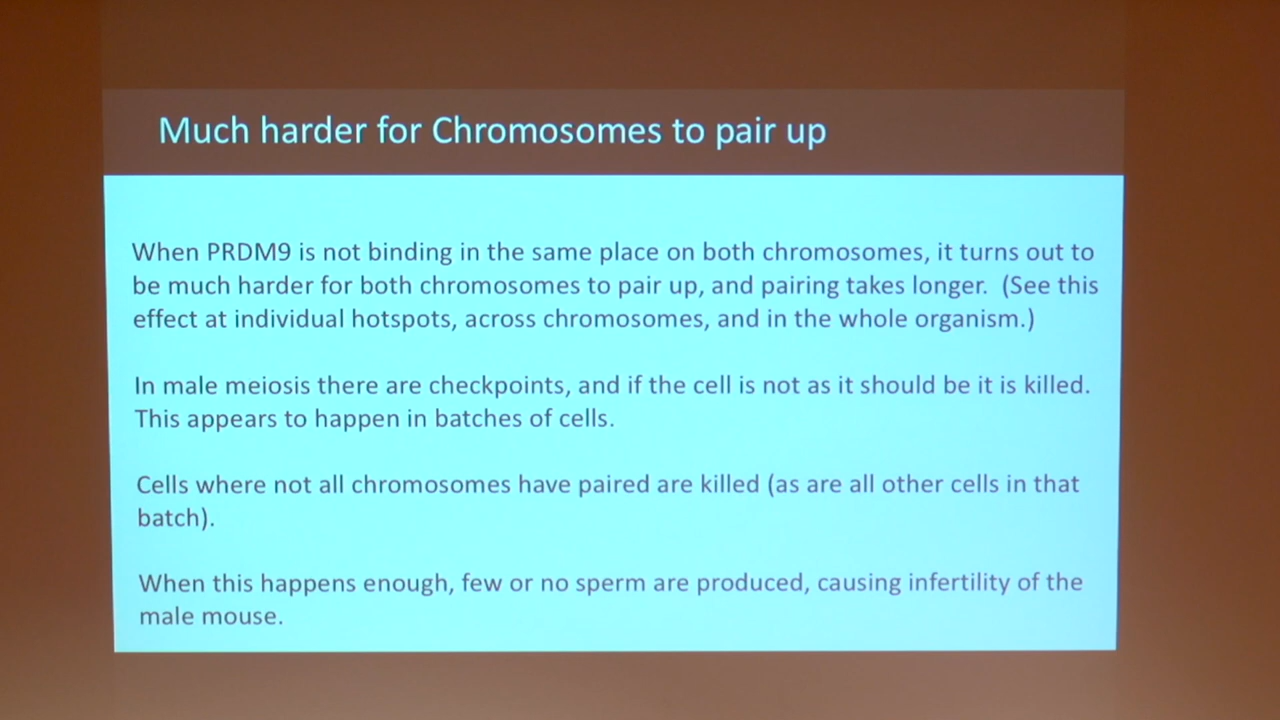 Much harder for Chromosomes to pair up
When PRDM9 is not binding in the same place on both chromosomes, it turns out to
be much harder for both chromosomes to pair up, and pairing takes longer. (See this
effect at individual hotspots, across chromosomes, and in the whole organism.)
In male meiosis there are checkpoints, and if the cell is not as it should be it is killed.
This appears to happen in batches of cells.
Cells where not all chromosomes have paired are killed (as are all other cells in that
batch).
When this happens enough, few or no sperm are produced, causing infertility of the
male mouse.